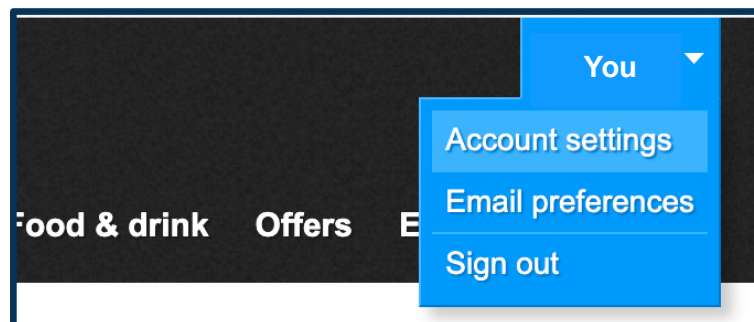 You
Account settings
Email preferences
Food & drink Offers
Sign out